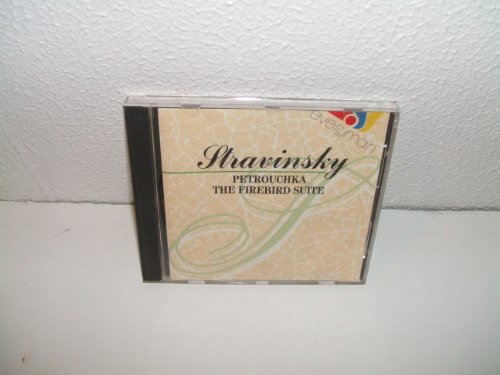 everyman
Stravinsky
PETROUCHKA
THE FIREBIRD SUITE